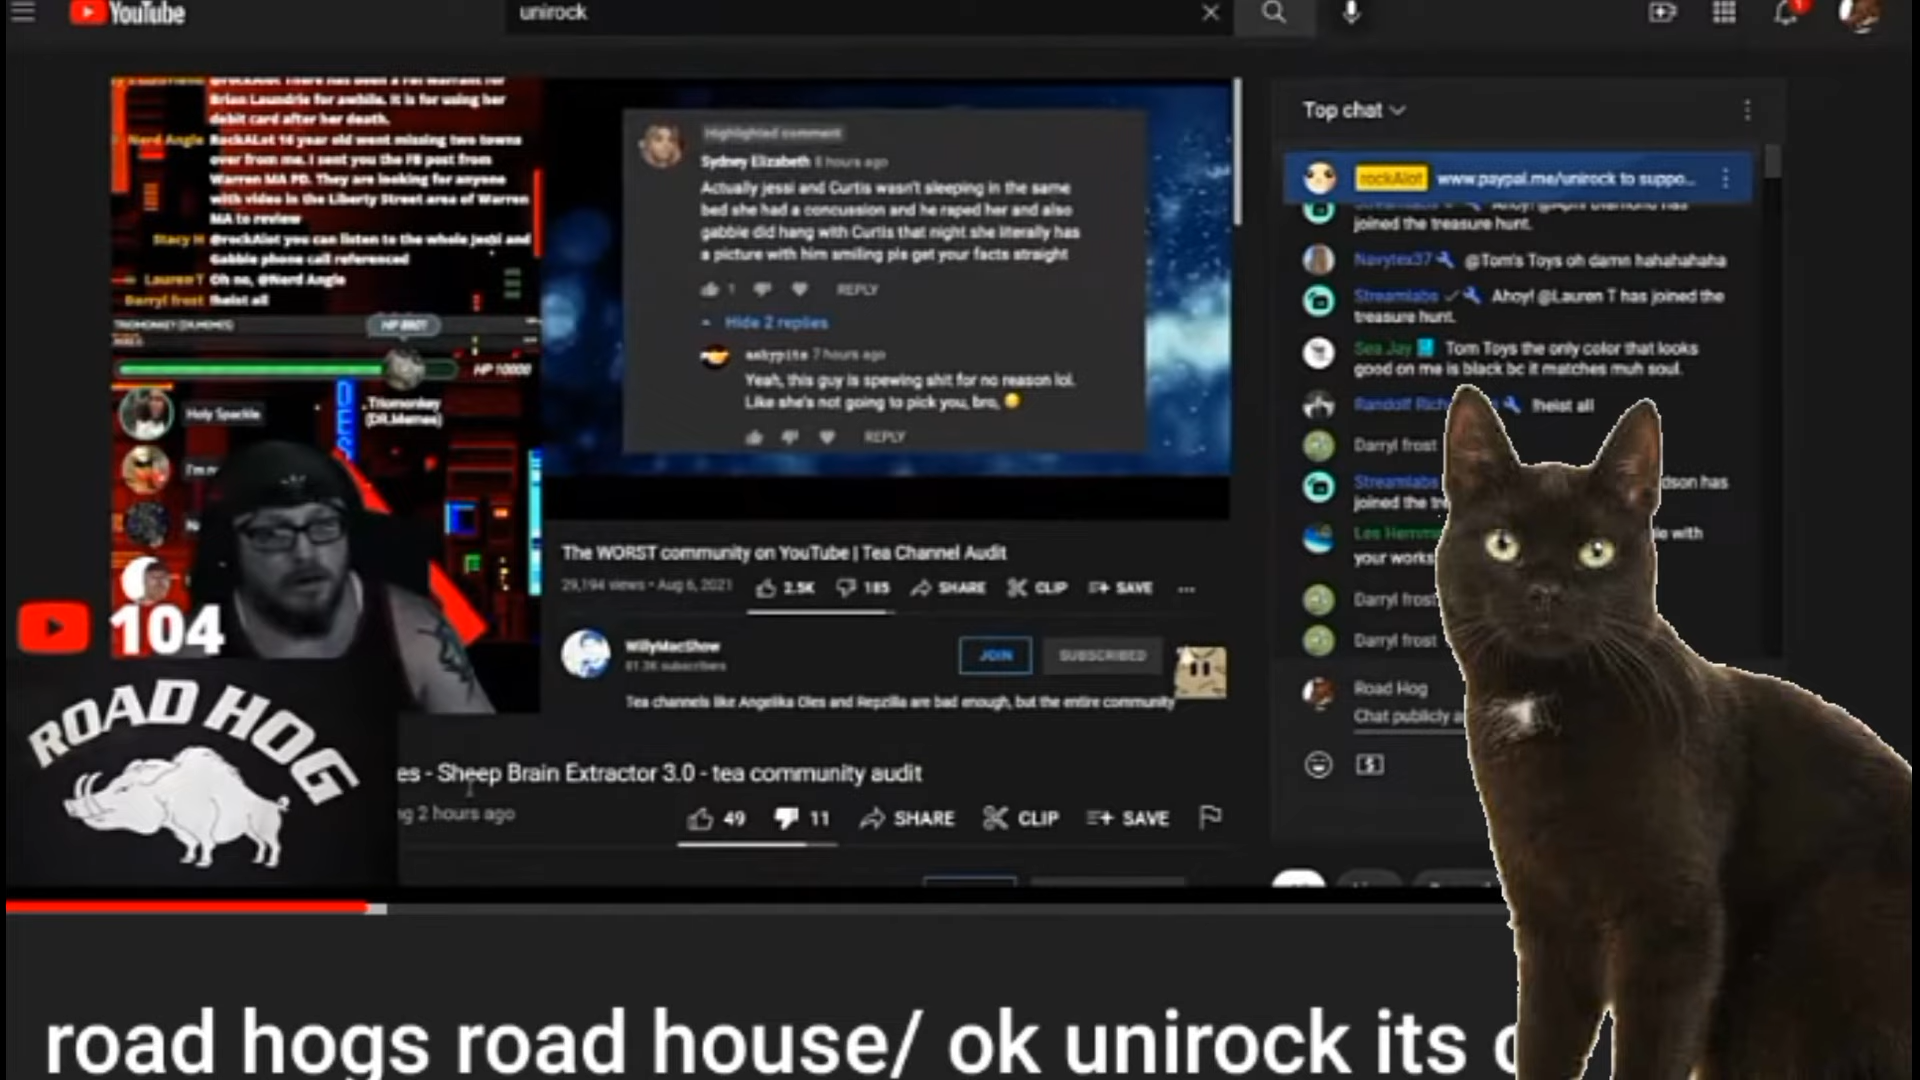 YouTube
unirock
@rockAlot There has been a Fed warrant for
Brian Laundrie for awhile. It is for using her
debit card after her death.
Nerd Angle RockALot 16 year old went missing two towns
over from me. I sent you the FB post from
Warren MA PD. They are looking for anyone
with video in the Liberty Street area of Warren
MA to review
Stacy H @rockAlot you can listen to the whole jessi and
Gabbie phone call referenced
Lauren T Oh no, @Nerd Angle
Darryl frost !heist all
TRIOMONKEY (DR.MEMES)
HP 10000
Triomonkey
(DR.Memes)
Holy Spackle
I'm
104
ROAD HOG
Highlighted comment
Sydney Elizabeth 8 hours ago
Actually jessi and Curtis wasn't sleeping in the same
bed she had a concussion and he raped her and also
gabbie did hang with Curtis that night she literally has
a picture with him smiling pls get your facts straight
1 REPLY
Hide 2 replies
7 hours ago
Yeah, this guy is spewing shit for no reason lol.
Like she's not going to pick you, bro,
REPLY
The WORST community on YouTube | Tea Channel Audit
29,194 views • Aug 6, 2021 2.5K 185 SHARE CLIP SAVE ...
WillyMacShow
61.3K subscribers
JOIN SUBSCRIBED
Tea channels like Angelika Oles and Repzilla are bad enough, but the entire community
es - Sheep Brain Extractor 3.0 - tea community audit
ng 2 hours ago
49 11 SHARE CLIP SAVE
Top chat
rockAlot www.paypal.me/unirock to suppo...
joined the treasure hunt.
Navytex37 @Tom's Toys oh damn hahahahaha
Streamlabs Ahoy! @Lauren T has joined the
treasure hunt.
Sea Jay Tom Toys the only color that looks
good on me is black bc it matches muh soul.
Randolf Rich !heist all
Darryl frost
Streamlabs dson has
joined the tr
Les Hemm le with
your works
Darryl frost
Darryl frost
Road Hog
Chat publicly a
road hogs road house/ ok unirock its